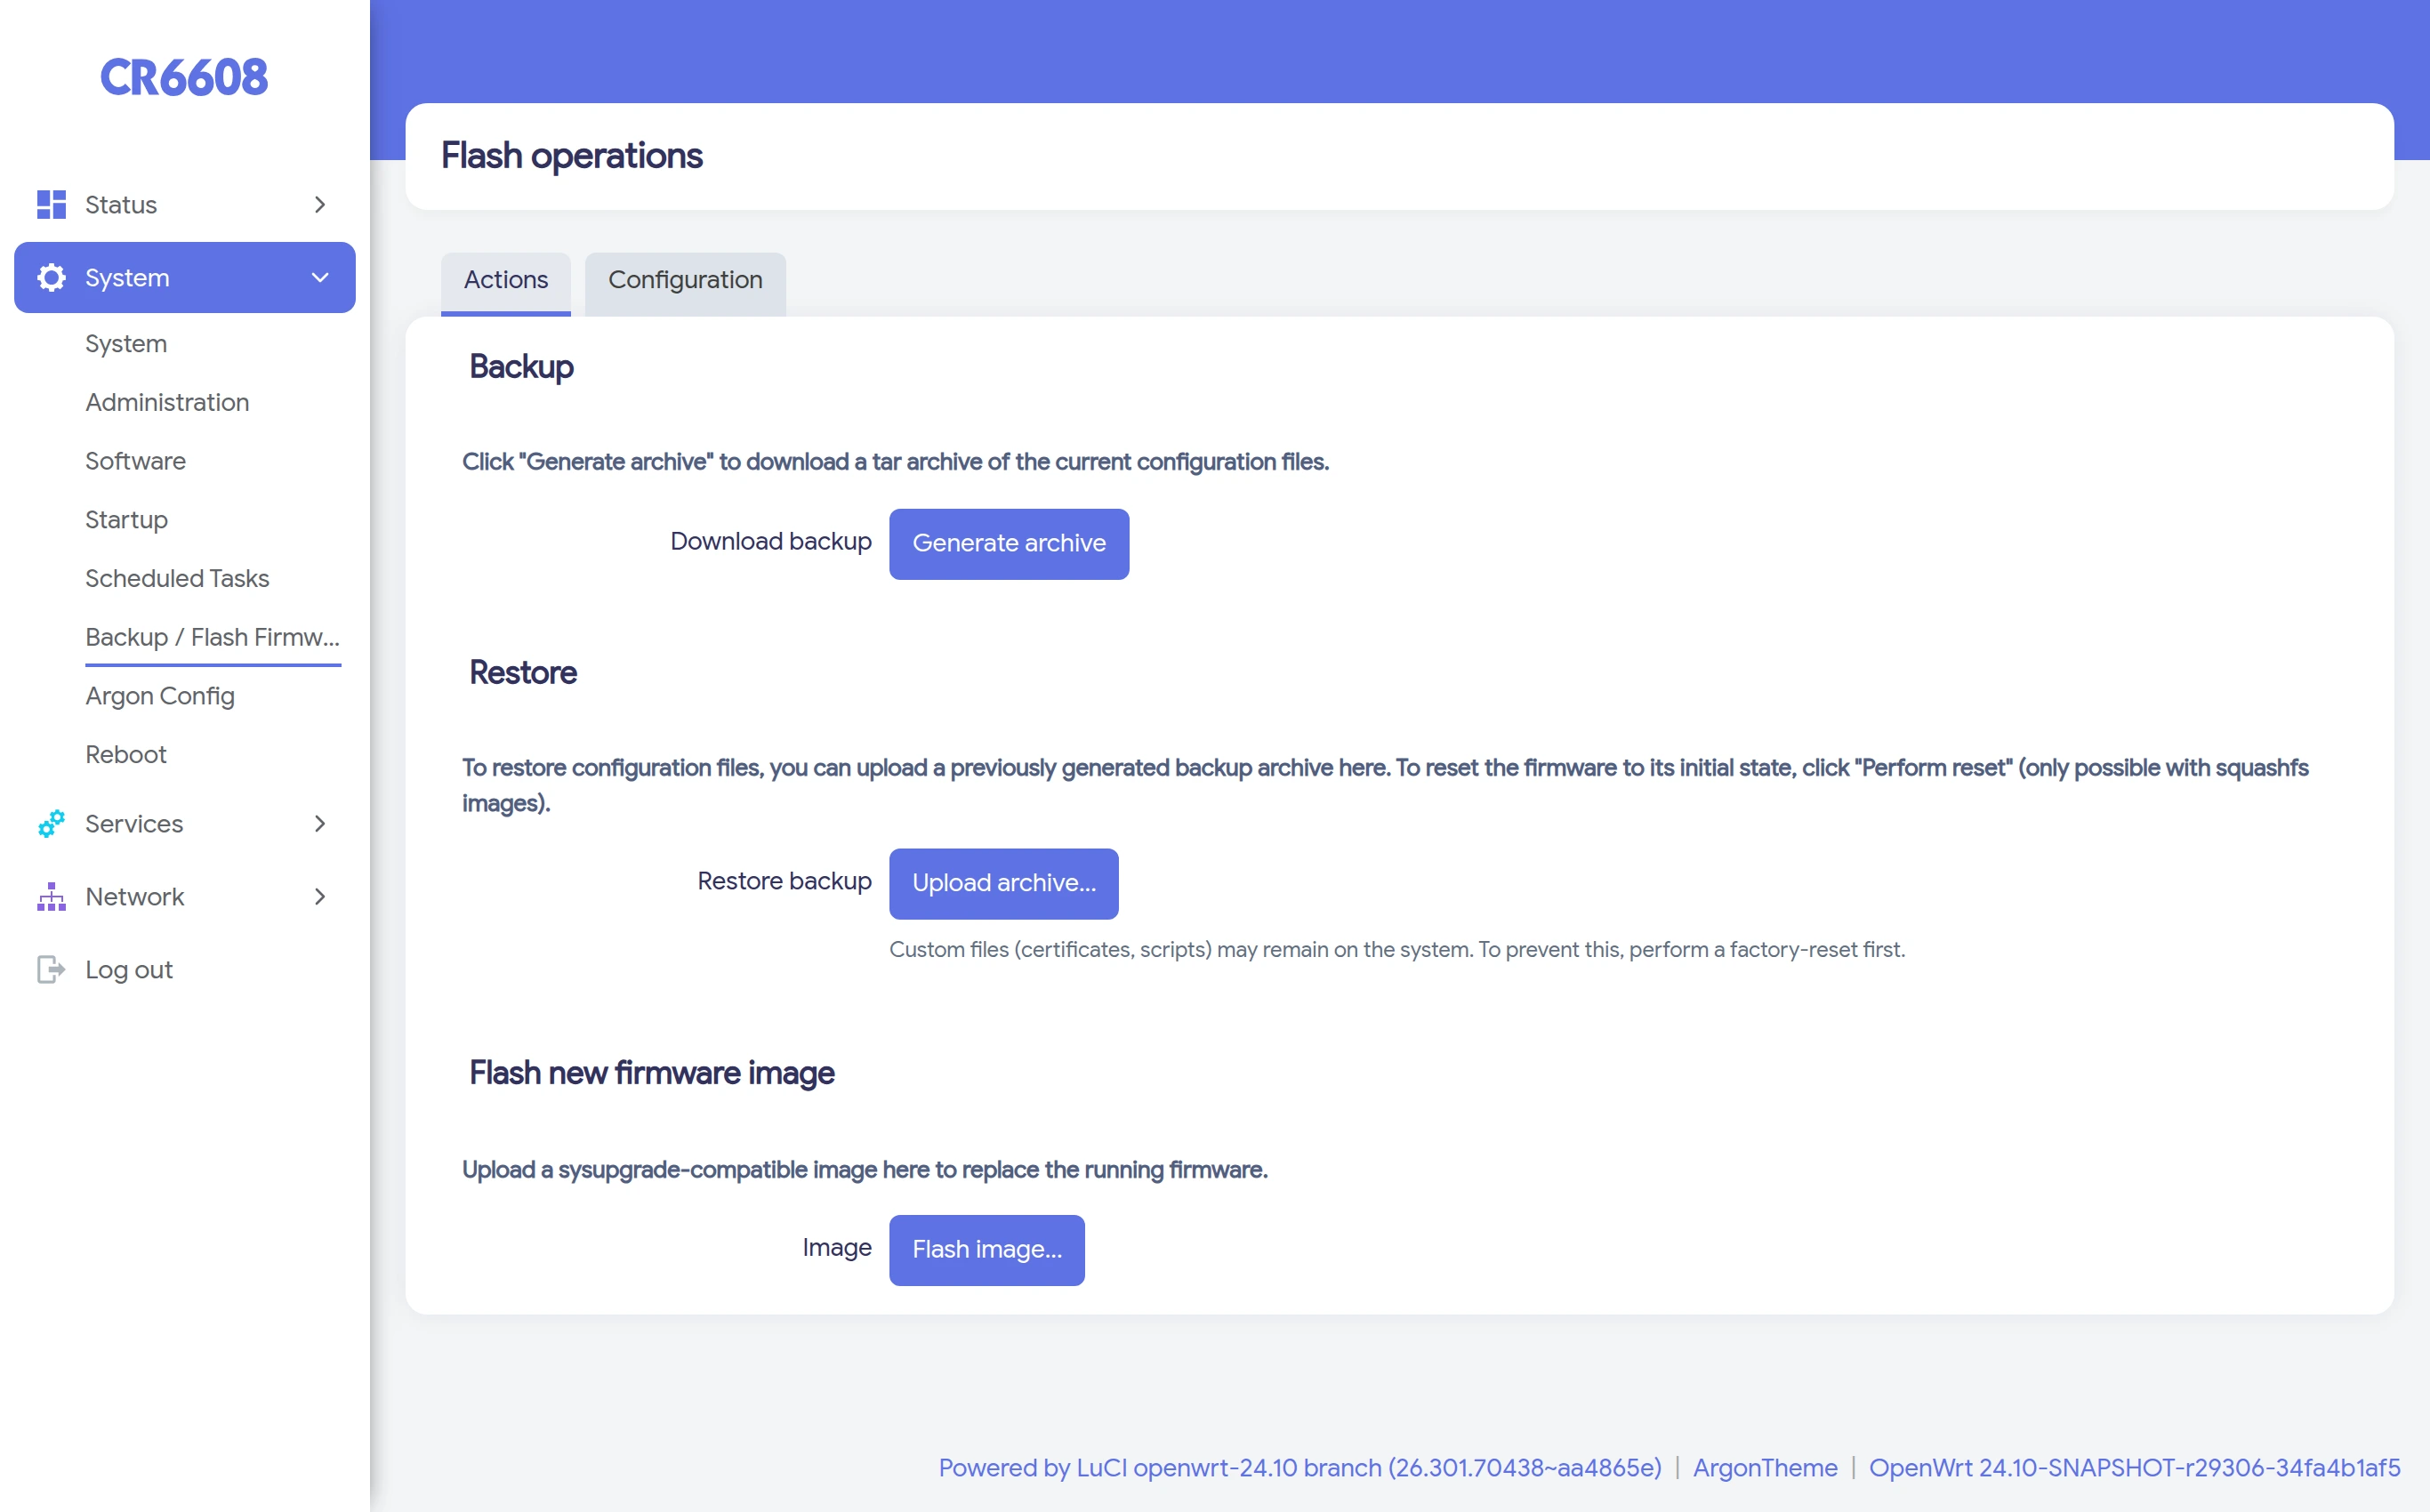 CR6608
Status
System
System
Administration
Software
Startup
Scheduled Tasks
Backup / Flash Firmw...
Argon Config
Reboot
Services
Network
Log out
Flash operations
Actions
Configuration
Backup
Click "Generate archive" to download a tar archive of the current configuration files.
Download backup
Generate archive
Restore
To restore configuration files, you can upload a previously generated backup archive here. To reset the firmware to its initial state, click "Perform reset" (only possible with squashfs
images).
Restore backup
Upload archive...
Custom files (certificates, scripts) may remain on the system. To prevent this, perform a factory-reset first.
Flash new firmware image
Upload a sysupgrade-compatible image here to replace the running firmware.
Image
Flash image...
Powered by LuCI openwrt-24.10 branch (26.301.70438~aa4865e) | ArgonTheme | OpenWrt 24.10-SNAPSHOT-r29306-34fa4b1af5